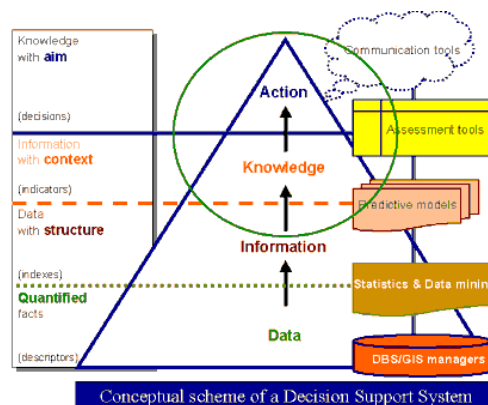 Knowledge
with aim
(decisions)
Information
with context
(indicators)
Data
with structure
(indexes)
Quantified
facts
(descriptors)
Action
Knowledge
Information
Data
Communication tools
Assessment tools
Predictive models
Statistics & Data minin
DBS/GIS managers
Conceptual scheme of a Decision Support System